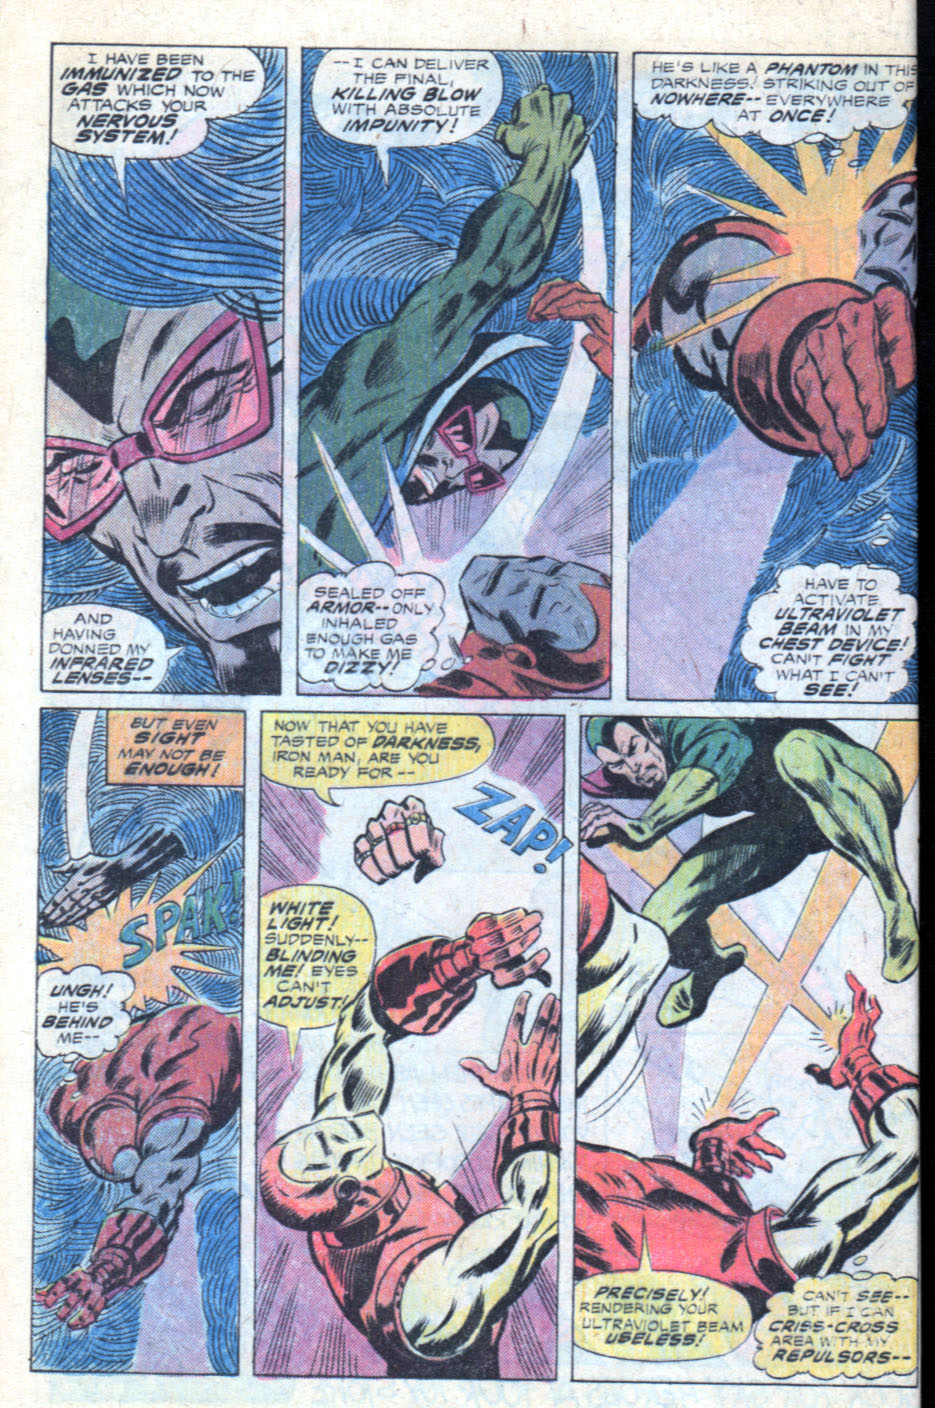 I HAVE BEEN
IMMUNIZED TO THE
GAS WHICH NOW
ATTACKS YOUR
NERVOUS
SYSTEM!
AND
HAVING
DONNED MY
INFRARED
LENSES--
--I CAN DELIVER
THE FINAL,
KILLING BLOW
WITH ABSOLUTE
IMPUNITY!
SEALED OFF
ARMOR--ONLY
INHALED
ENOUGH GAS
TO MAKE ME
DIZZY!
HE'S LIKE A PHANTOM IN THIS
DARKNESS! STRIKING OUT OF
NOWHERE--EVERYWHERE
AT ONCE!
HAVE TO
ACTIVATE
ULTRAVIOLET
BEAM IN MY
CHEST DEVICE!
CAN'T FIGHT
WHAT I CAN'T
SEE!
BUT EVEN
SIGHT
MAY NOT BE
ENOUGH!
SPAK!
UNGH!
HE'S
BEHIND
ME--
NOW THAT YOU HAVE
TASTED OF DARKNESS,
IRON MAN, ARE YOU
READY FOR--
ZAP!
WHITE
LIGHT!
SUDDENLY--
BLINDING
ME! EYES
CAN'T
ADJUST!
PRECISELY!
RENDERING YOUR
ULTRAVIOLET BEAM
USELESS!
CAN'T SEE--
BUT IF I CAN
CRISS-CROSS
AREA WITH MY
REPULSORS--